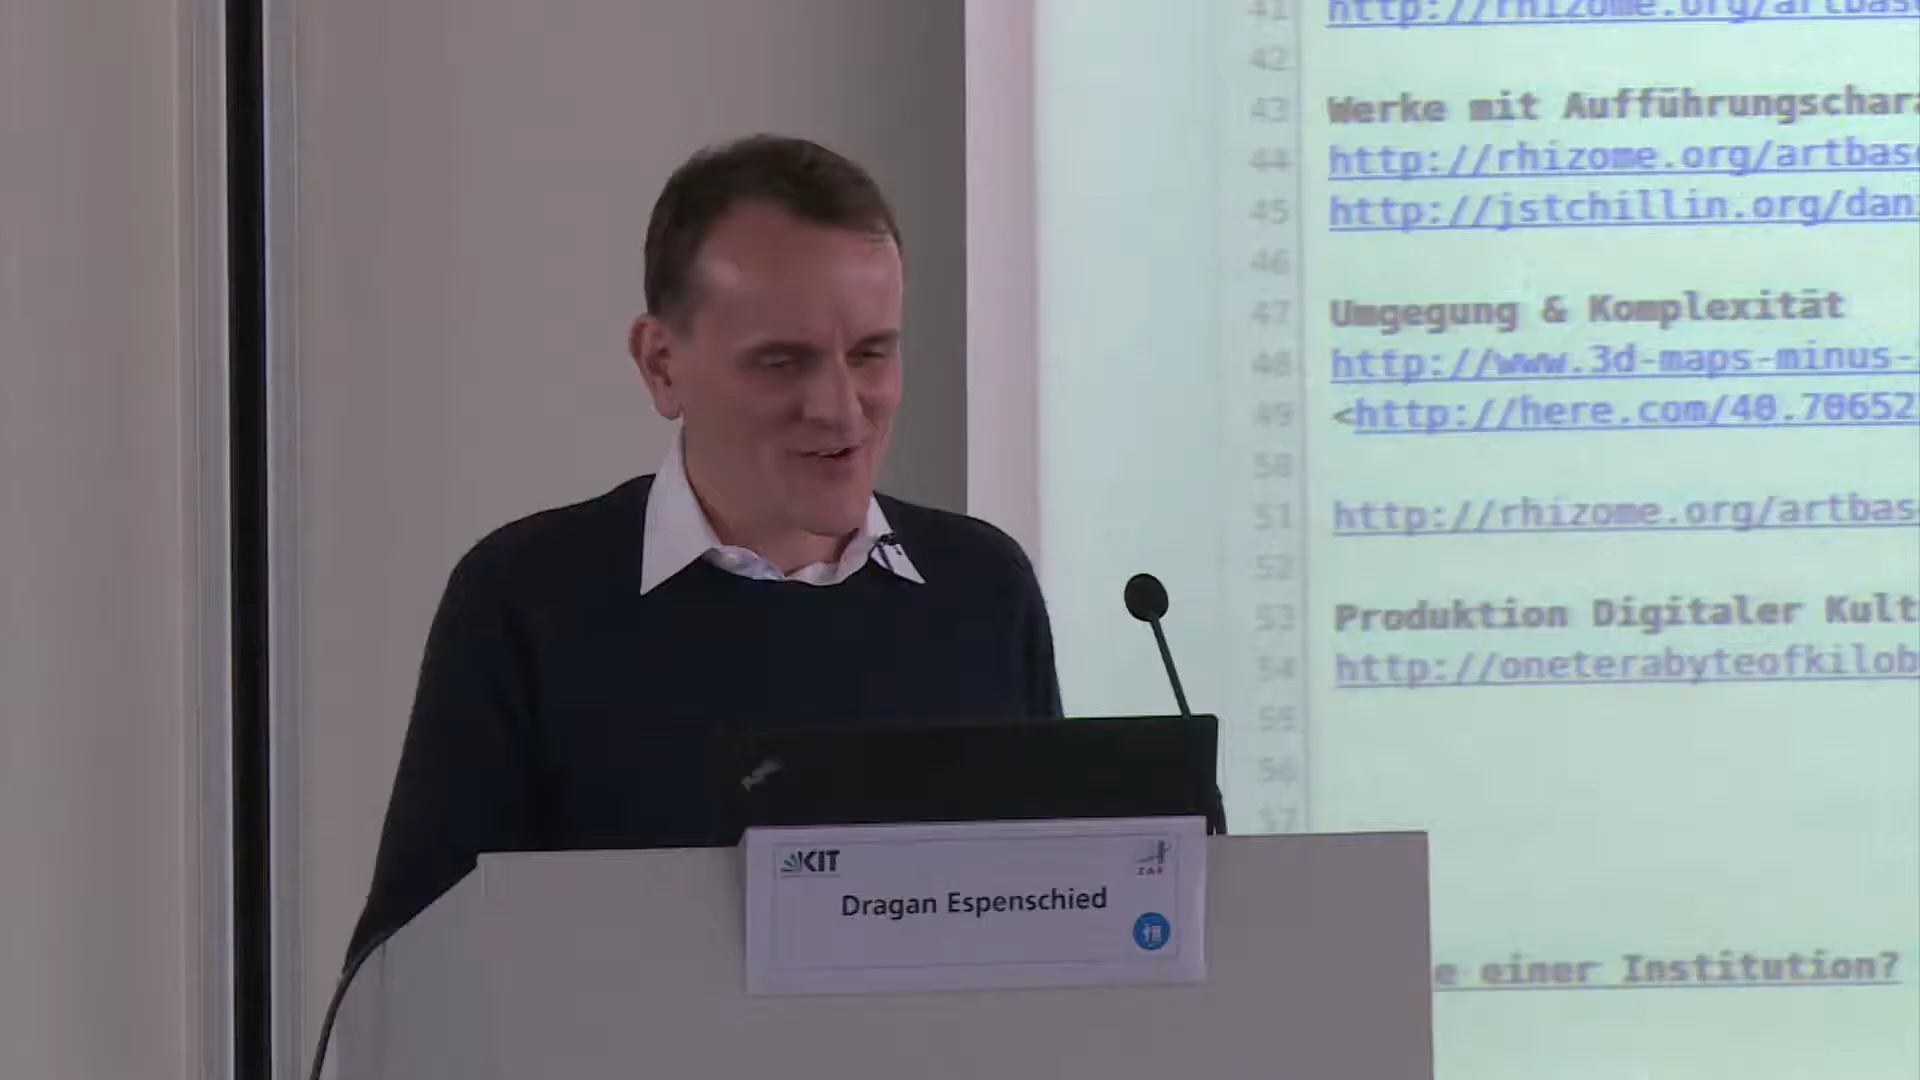 41 http://rhizome.org/artbas
42
43 Werke mit Aufführungschar
44 http://rhizome.org/artbas
45 http://jstchillin.org/dan
46
47 Umgegung & Komplexität
48 http://www.3d-maps-minus-
49 <http://here.com/40.70652
50
51 http://rhizome.org/artbas
52
53 Produktion Digitaler Kult
54 http://oneterabyteofkilob
55
56
57
e einer Institution?
KIT
ZAK
Dragan Espenschied